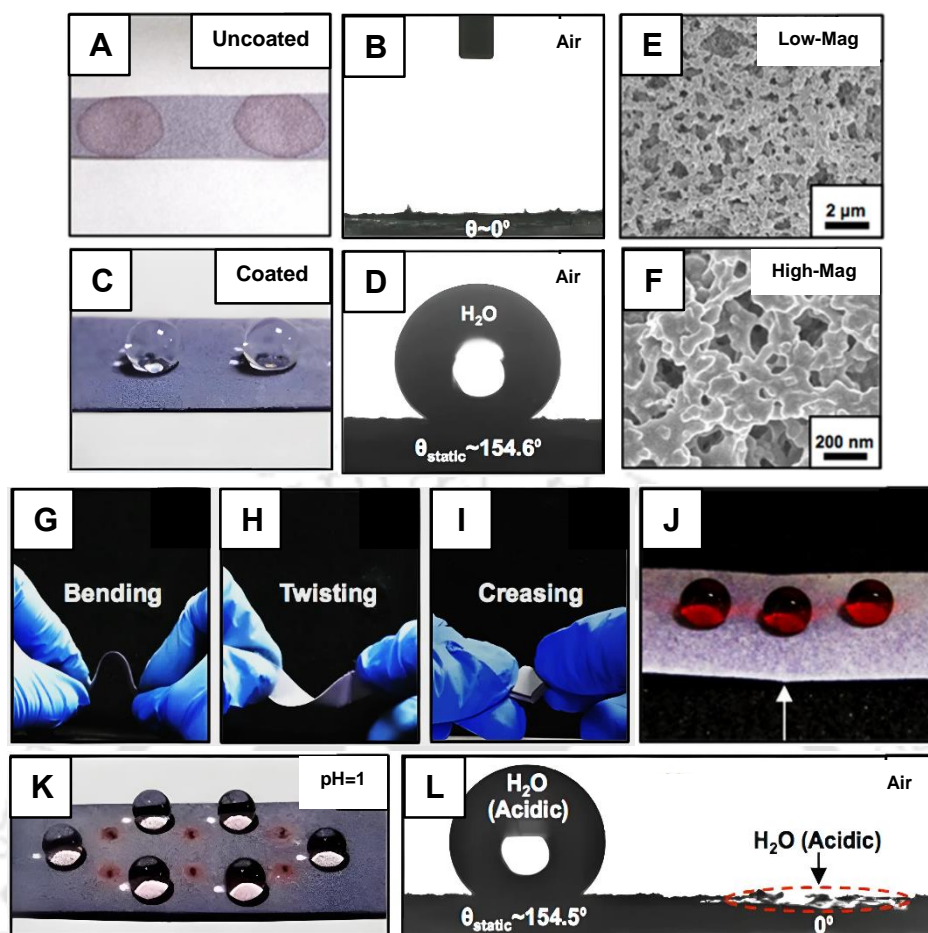 A
Uncoated
B
Air
θ~0°
E
Low-Mag
2 µm
C
Coated
D
Air
H₂O
θstatic~154.6°
F
High-Mag
200 nm
G
Bending
H
Twisting
I
Creasing
J
K
pH=1
L
H₂O
(Acidic)
θstatic~154.5°
Air
H₂O (Acidic)
0°